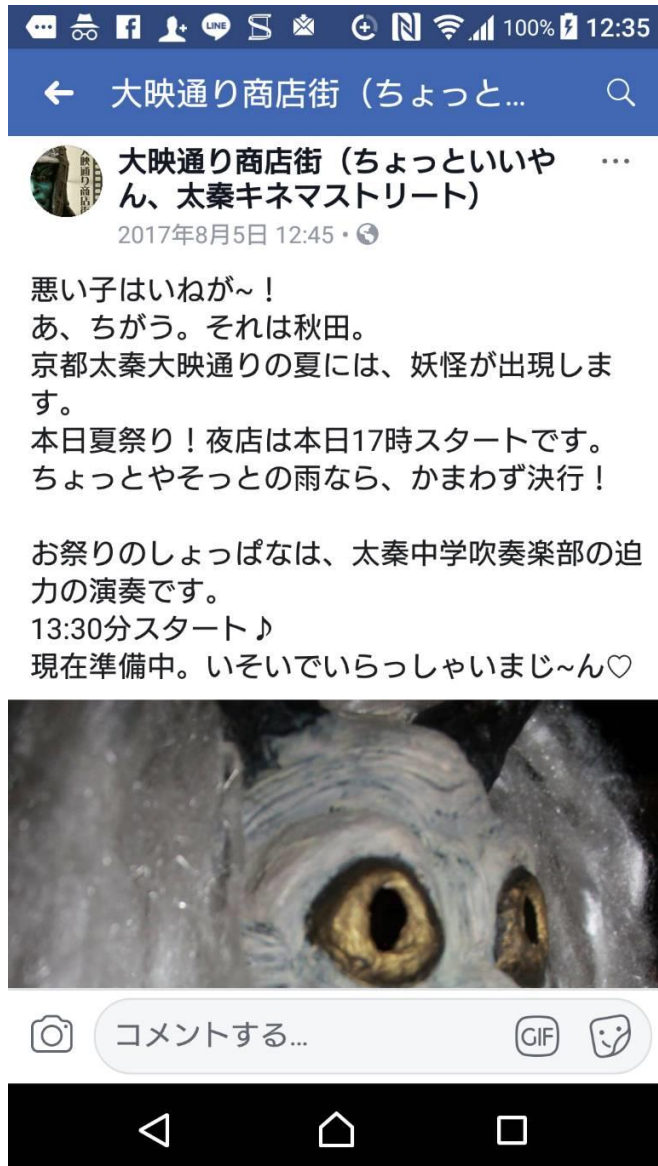 LINE
100%
12:35
大映通り商店街（ちょっと...
大映通り商店街（ちょっといいや
ん、太秦キネマストリート）
2017年8月5日 12:45
悪い子はいねが~！
あ、ちがう。それは秋田。
京都太秦大映通りの夏には、妖怪が出現しま
す。
本日夏祭り！夜店は本日17時スタートです。
ちょっとやそっとの雨なら、かまわず決行！
お祭りのしょっぱなは、太秦中学吹奏楽部の迫
力の演奏です。
13:30分スタート♪
現在準備中。いそいでいらっしゃいまじ~ん♡
コメントする...
GIF